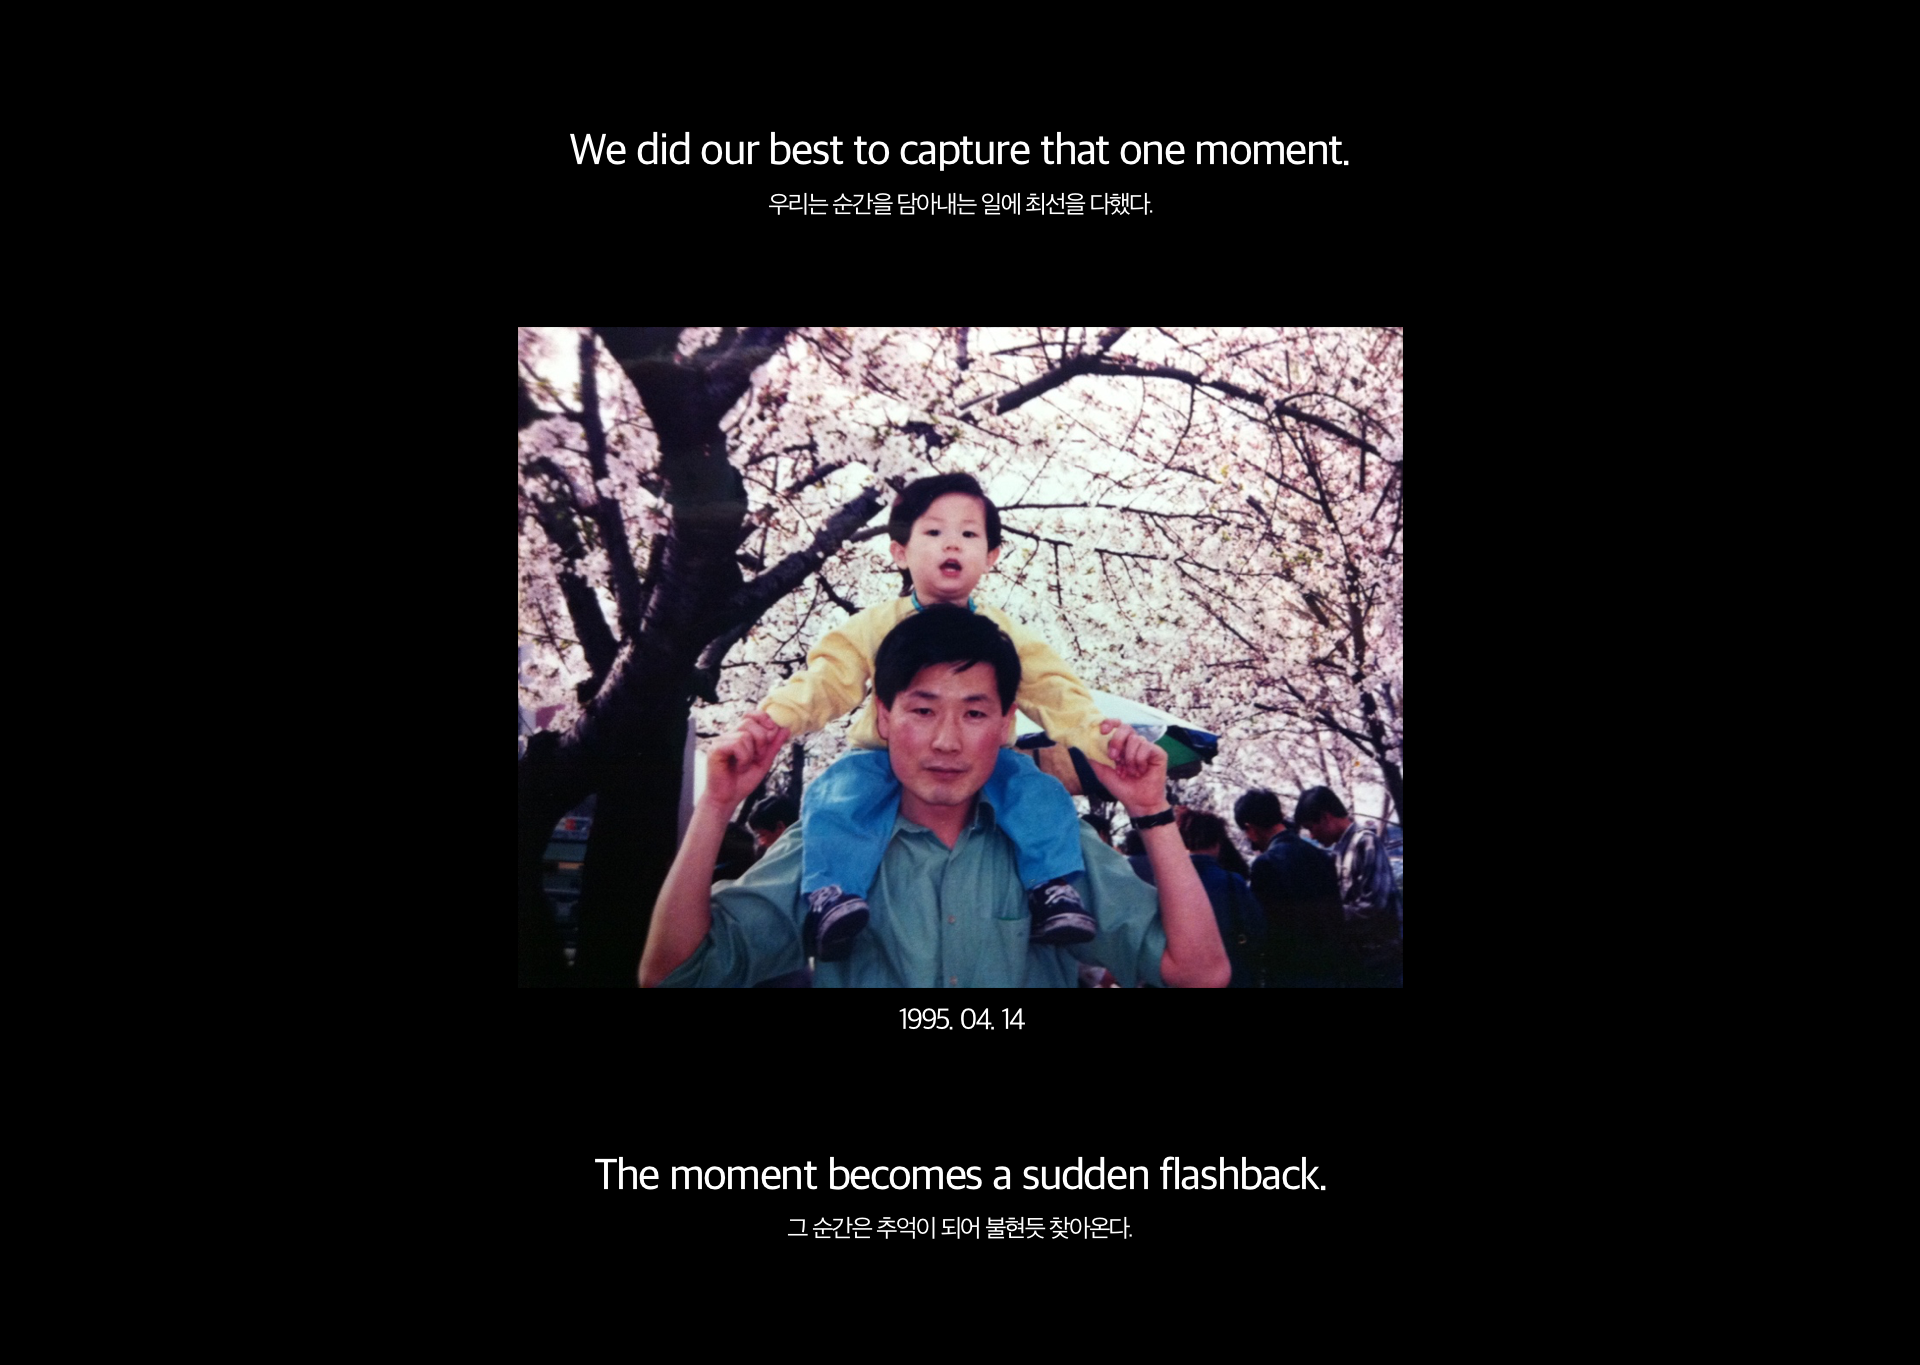 We did our best to capture that one moment.
우리는 순간을 담아내는 일에 최선을 다했다.
1995. 04. 14
The moment becomes a sudden flashback.
그 순간은 추억이 되어 불현듯 찾아온다.